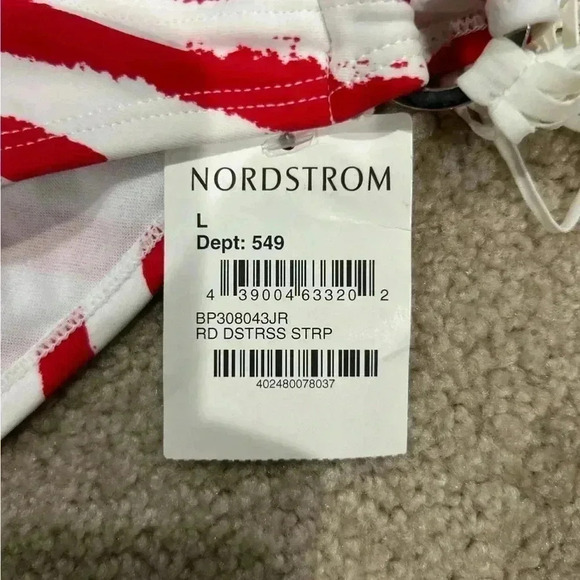 NORDSTROM
L
Dept: 549
4 39004 63320 2
BP308043JR
RD DSTRSS STRP
402480078037